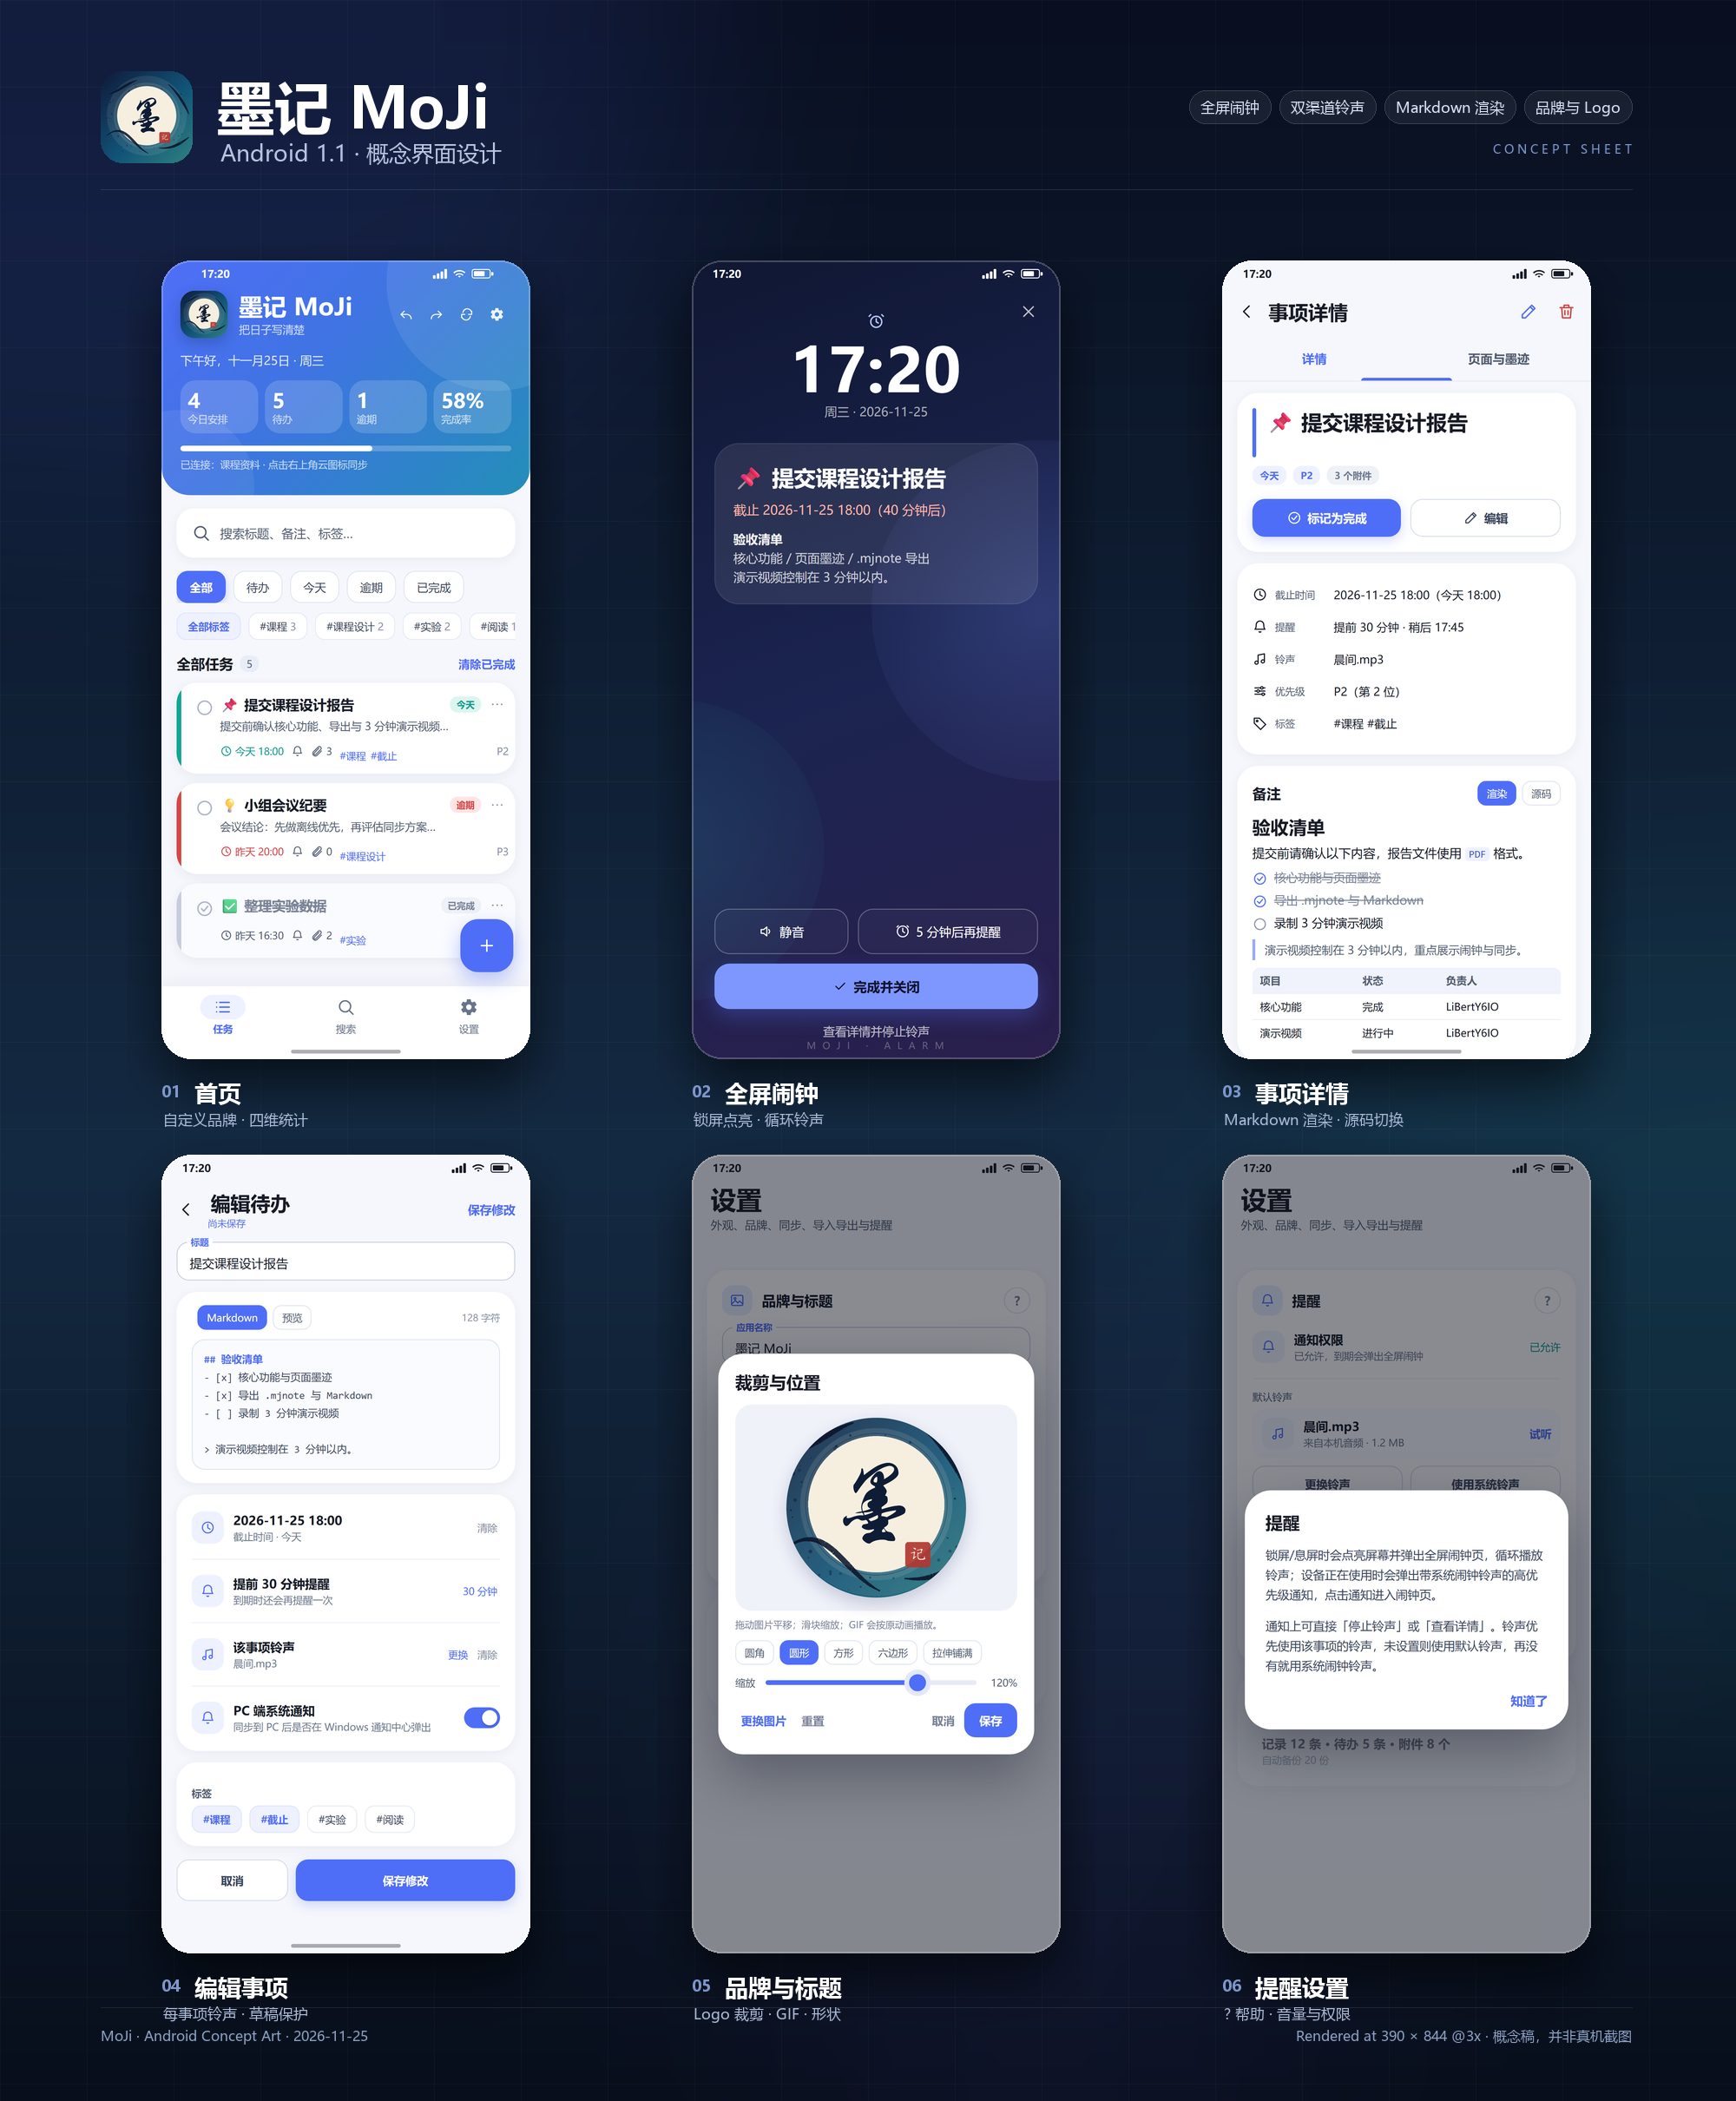 墨
记
墨记 MoJi
Android 1.1 · 概念界面设计
全屏闹钟
双渠道铃声
Markdown 渲染
品牌与 Logo
CONCEPT SHEET
17:20
墨
墨记 MoJi
把日子写清楚
下午好，十一月25日 · 周三
4
今日安排
5
待办
1
逾期
58%
完成率
已连接：课程资料 · 点击右上角云图标同步
搜索标题、备注、标签...
全部
待办
今天
逾期
已完成
全部标签
#课程 3
#课程设计 2
#实验 2
#阅读 1
全部任务 5
清除已完成
提交课程设计报告
今天
提交前确认核心功能、导出与 3 分钟演示视频...
今天 18:00
3
#课程 #截止
P2
小组会议纪要
逾期
会议结论：先做离线优先，再评估同步方案...
昨天 20:00
0
#课程设计
P3
整理实验数据
已完成
昨天 16:30
2
#实验
+
任务
搜索
设置
01 首页
自定义品牌 · 四维统计
17:20
17:20
周三 · 2026-11-25
提交课程设计报告
截止 2026-11-25 18:00（40 分钟后）
验收清单
核心功能 / 页面墨迹 / .mjnote 导出
演示视频控制在 3 分钟以内。
静音
5 分钟后再提醒
完成并关闭
查看详情并停止铃声
MOJI · ALARM
02 全屏闹钟
锁屏点亮 · 循环铃声
17:20
事项详情
详情
页面与墨迹
提交课程设计报告
今天
P2
3 个附件
标记为完成
编辑
截止时间 2026-11-25 18:00（今天 18:00）
提醒 提前 30 分钟 · 稍后 17:45
铃声 晨间.mp3
优先级 P2（第 2 位）
标签 #课程 #截止
备注
渲染
源码
验收清单
提交前请确认以下内容，报告文件使用 PDF 格式。
核心功能与页面墨迹
导出 .mjnote 与 Markdown
录制 3 分钟演示视频
演示视频控制在 3 分钟以内，重点展示闹钟与同步。
项目 状态 负责人
核心功能 完成 LiBertY6IO
演示视频 进行中 LiBertY6IO
03 事项详情
Markdown 渲染 · 源码切换
17:20
编辑待办
尚未保存
保存修改
标题
提交课程设计报告
Markdown
预览
128 字符
## 验收清单
- [x] 核心功能与页面墨迹
- [x] 导出 .mjnote 与 Markdown
- [ ] 录制 3 分钟演示视频
> 演示视频控制在 3 分钟以内。
2026-11-25 18:00
截止时间 · 今天
清除
提前 30 分钟提醒
到期时还会再提醒一次
30 分钟
该事项铃声
晨间.mp3
更换
清除
PC 端系统通知
同步到 PC 后是否在 Windows 通知中心弹出
标签
#课程
#截止
#实验
#阅读
取消
保存修改
04 编辑事项
每事项铃声 · 草稿保护
17:20
设置
外观、品牌、同步、导入导出与提醒
品牌与标题
?
应用名称
墨记 MoJi
裁剪与位置
墨
记
拖动图片平移；滑块缩放；GIF 会按原动画播放。
圆角
圆形
方形
六边形
拉伸铺满
缩放
120%
更换图片
重置
取消
保存
05 品牌与标题
Logo 裁剪 · GIF · 形状
17:20
设置
外观、品牌、同步、导入导出与提醒
提醒
?
通知权限
已允许，到期会弹出全屏闹钟
已允许
默认铃声
晨间.mp3
来自本机音频 · 1.2 MB
试听
更换铃声
使用系统铃声
提醒
锁屏/息屏时会点亮屏幕并弹出全屏闹钟页，循环播放
铃声；设备正在使用时会弹出带系统闹钟铃声的高优
先级通知，点击通知进入闹钟页。
通知上可直接「停止铃声」或「查看详情」。铃声优
先使用该事项的铃声，未设置则使用默认铃声，再没
有就用系统闹钟铃声。
知道了
记录 12 条 • 待办 5 条 • 附件 8 个
自动备份 20 份
06 提醒设置
? 帮助 · 音量与权限
MoJi · Android Concept Art · 2026-11-25
Rendered at 390 × 844 @3x · 概念稿，并非真机截图